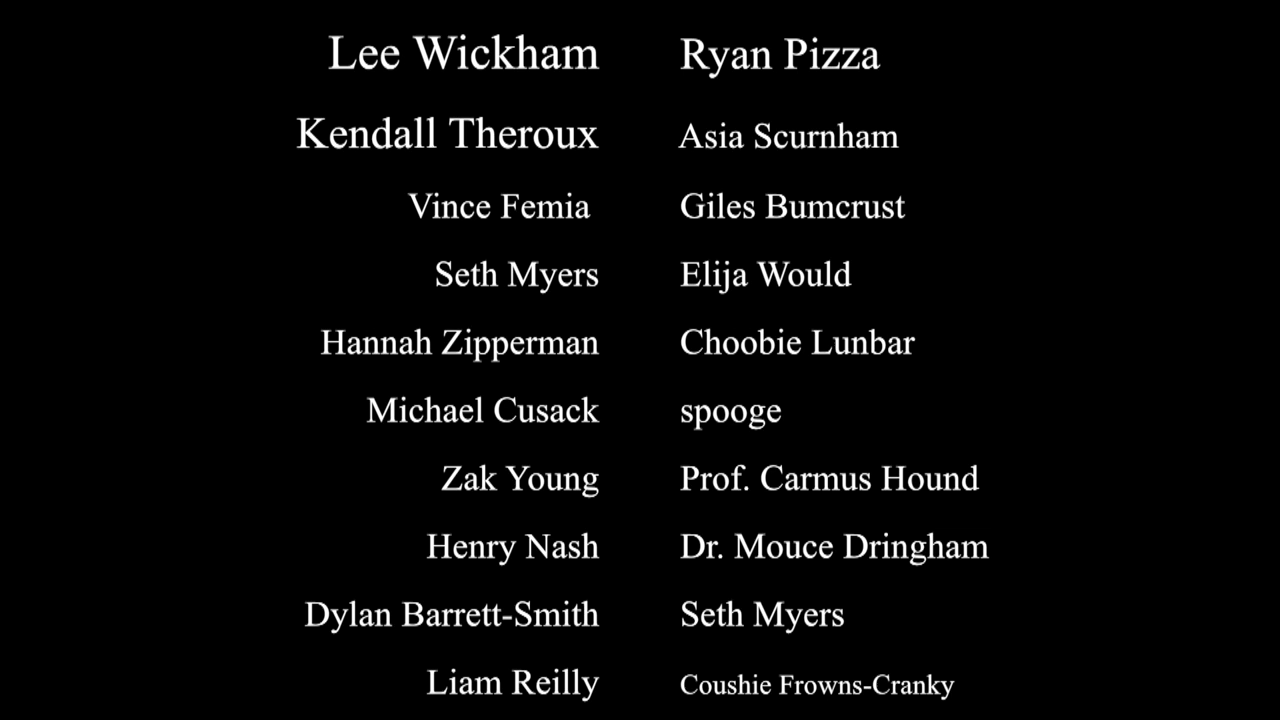 Lee Wickham Ryan Pizza
Kendall Theroux Asia Scurnham
Vince Femia Giles Bumcrust
Seth Myers Elija Would
Hannah Zipperman Choobie Lunbar
Michael Cusack spooge
Zak Young Prof. Carmus Hound
Henry Nash Dr. Mouce Dringham
Dylan Barrett-Smith Seth Myers
Liam Reilly Coushie Frowns-Cranky